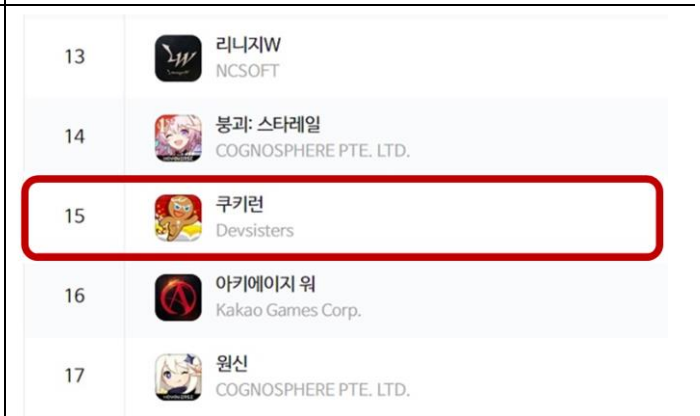 13
리니지W
NCSOFT
14
붕괴: 스타레일
COGNOSPHERE PTE. LTD.
15
쿠키런
Devsisters
16
아키에이지 워
Kakao Games Corp.
17
원신
COGNOSPHERE PTE. LTD.